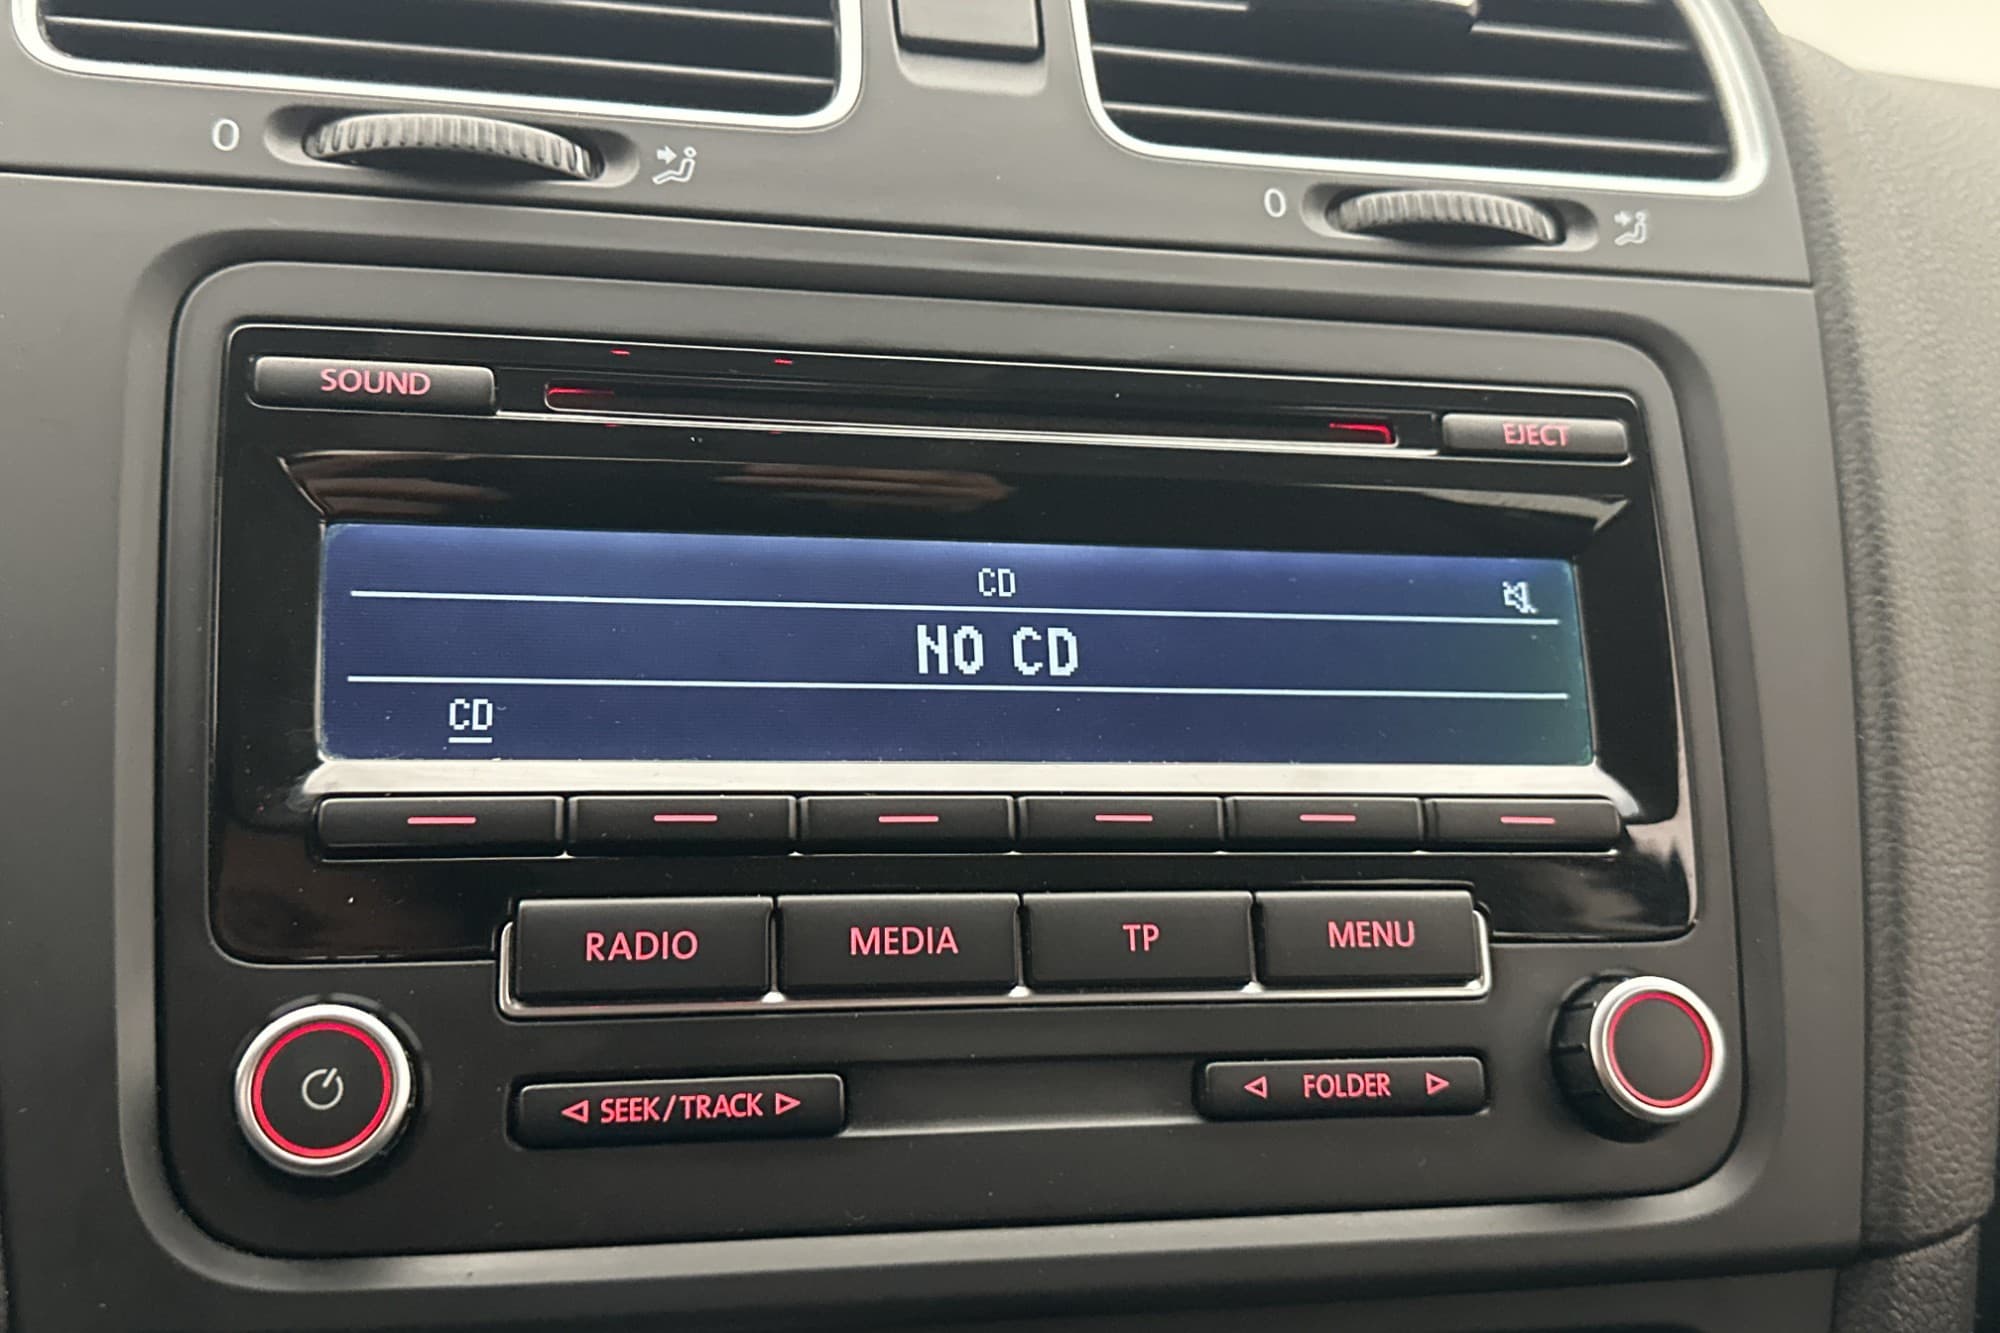 0
0
SOUND
EJECT
CD
NO CD
CD
RADIO
MEDIA
TP
MENU
SEEK/TRACK
FOLDER